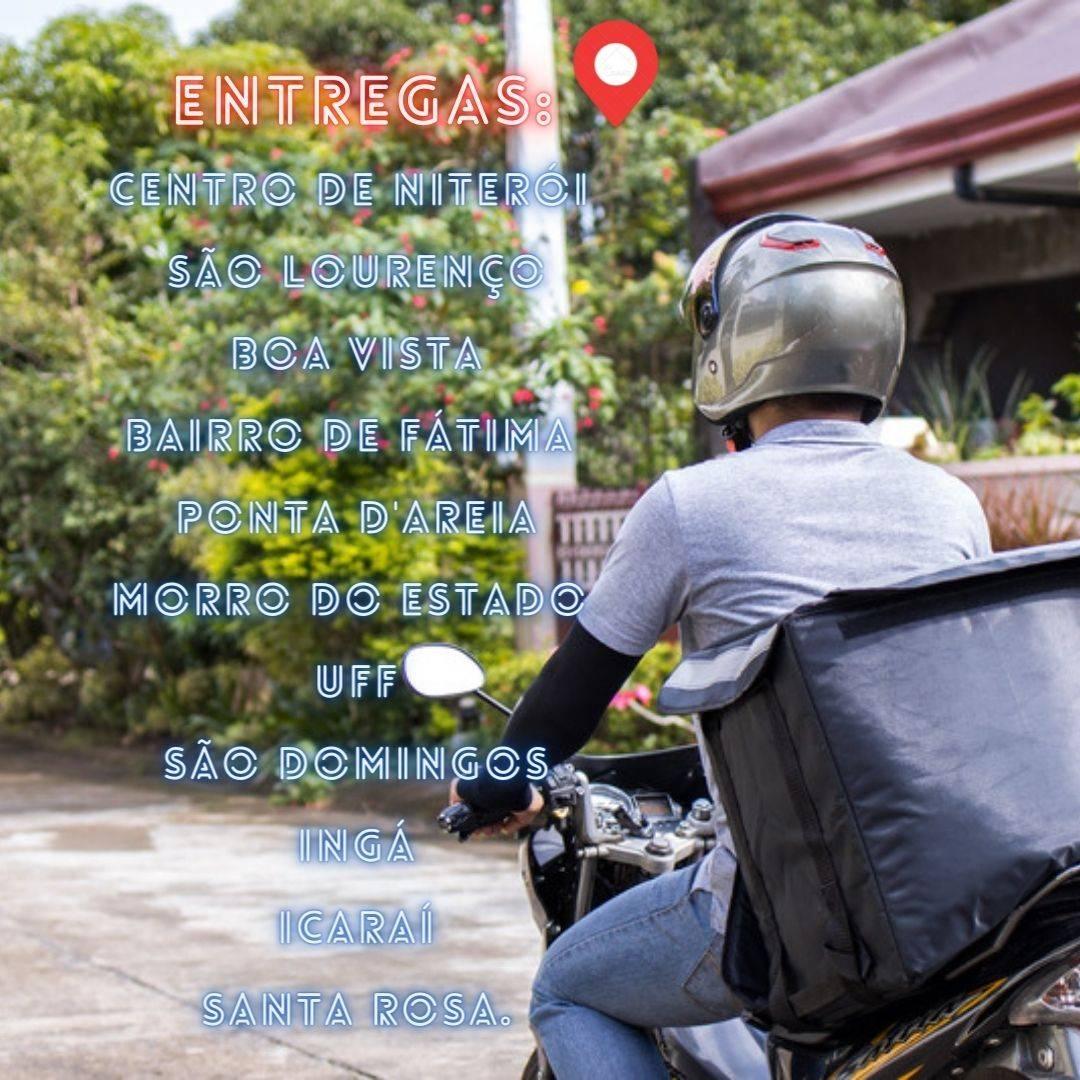 ENTREGAS:
CENTRO DE NITERÓI
SÃO LOURENÇO
BOA VISTA
BAIRRO DE FÁTIMA
PONTA D'AREIA
MORRO DO ESTADO
UFF
SÃO DOMINGOS
INGÁ
ICARAÍ
SANTA ROSA.